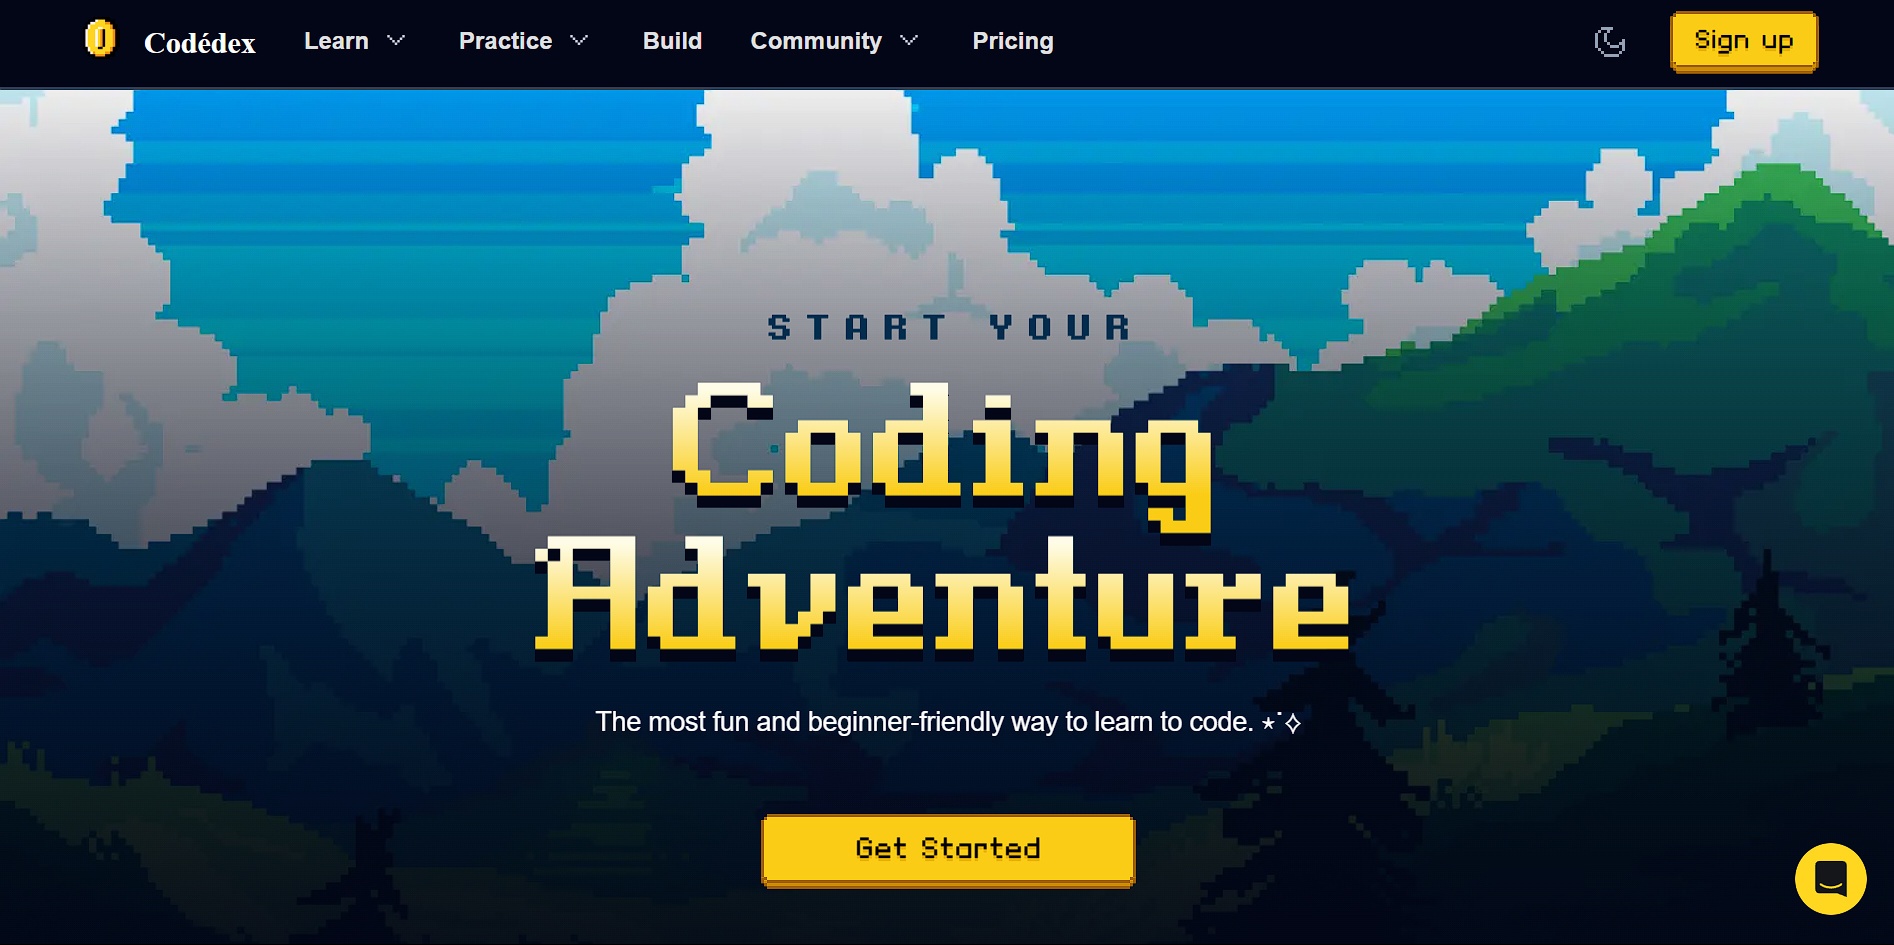 Codédex Learn Practice Build Community Pricing Sign up
START YOUR
Coding
Adventure
The most fun and beginner-friendly way to learn to code. ⋆˙⟡
Get Started